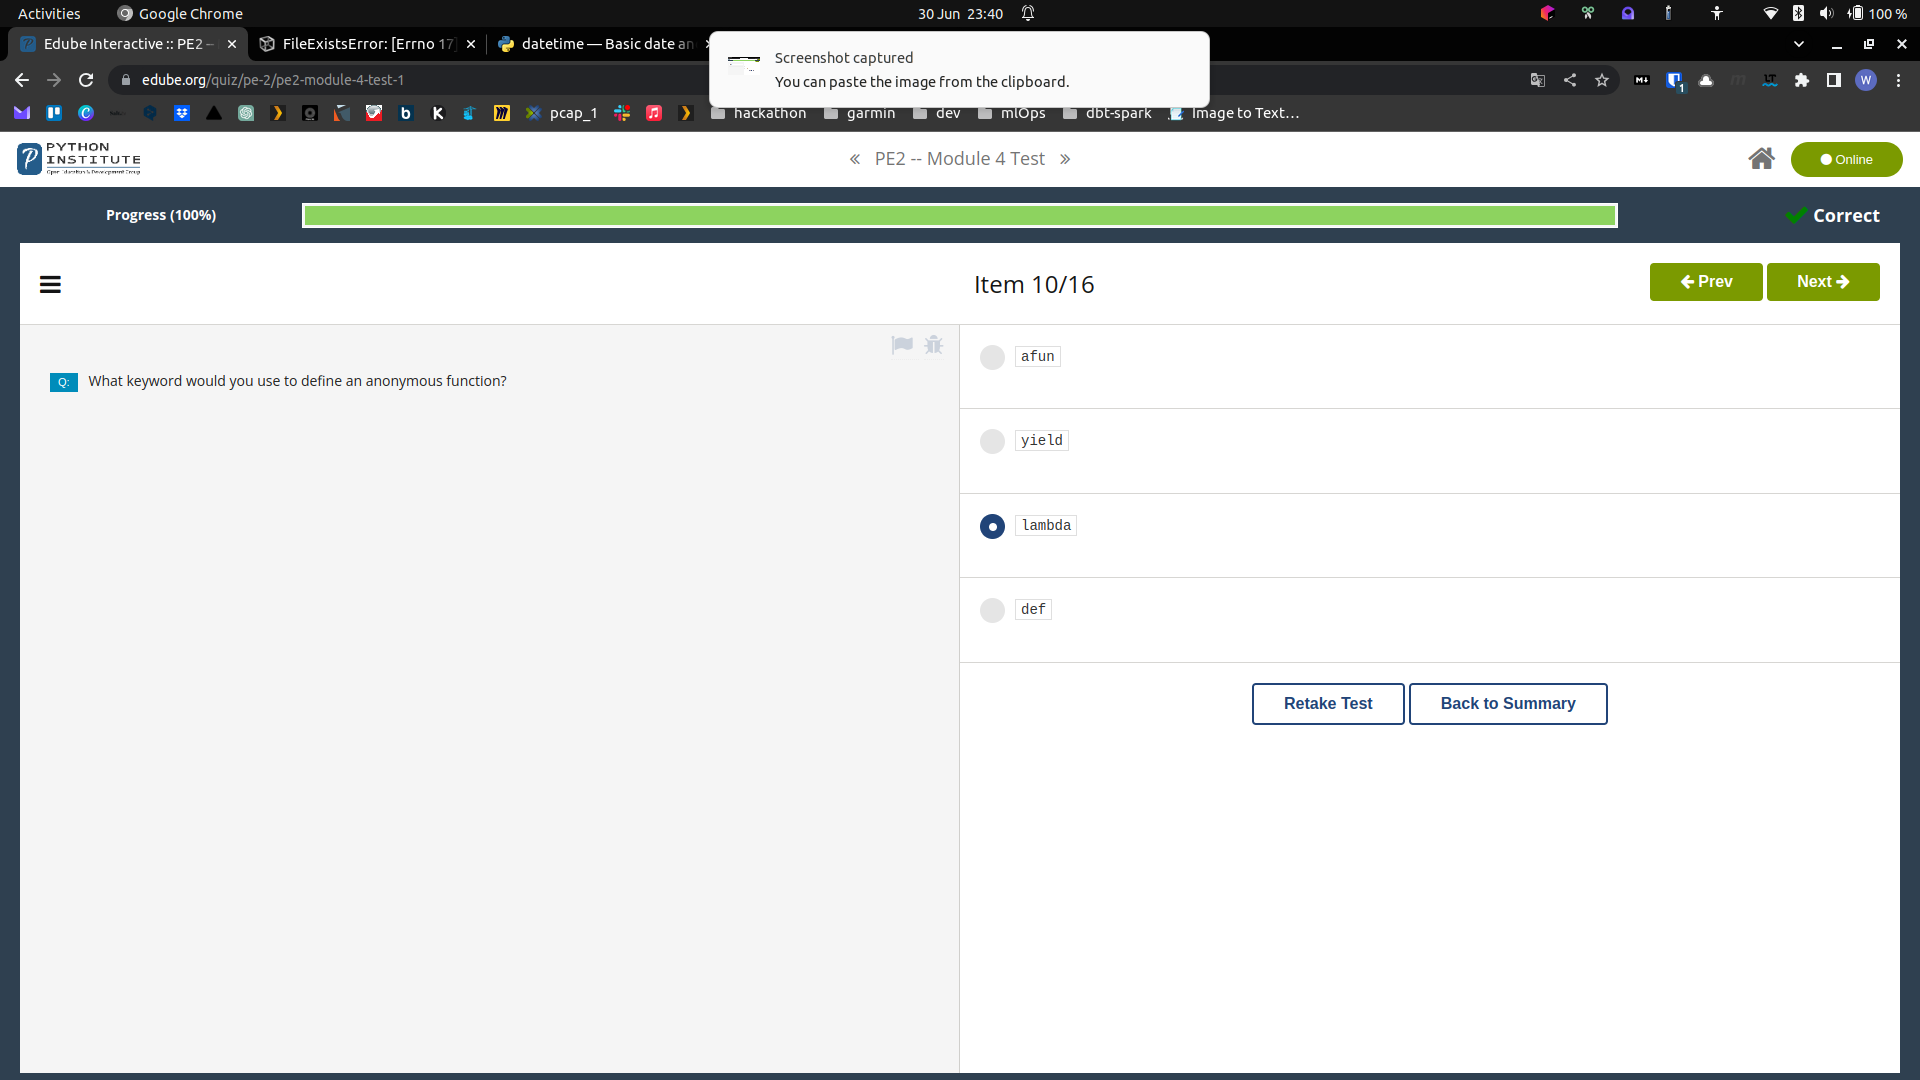 Activities
Google Chrome
30 Jun 23:40
100 %
Edube Interactive :: PE2 –
FileExistsError: [Errno 17]
datetime — Basic date an
Screenshot captured
You can paste the image from the clipboard.
edube.org/quiz/pe-2/pe2-module-4-test-1
pcap_1
hackathon
garmin
dev
mlOps
dbt-spark
Image to Text…
PYTHON
INSTITUTE
Open Education & Development Group
« PE2 -- Module 4 Test »
Online
Progress (100%)
Correct
Item 10/16
Prev
Next
Q: What keyword would you use to define an anonymous function?
afun
yield
lambda
def
Retake Test
Back to Summary